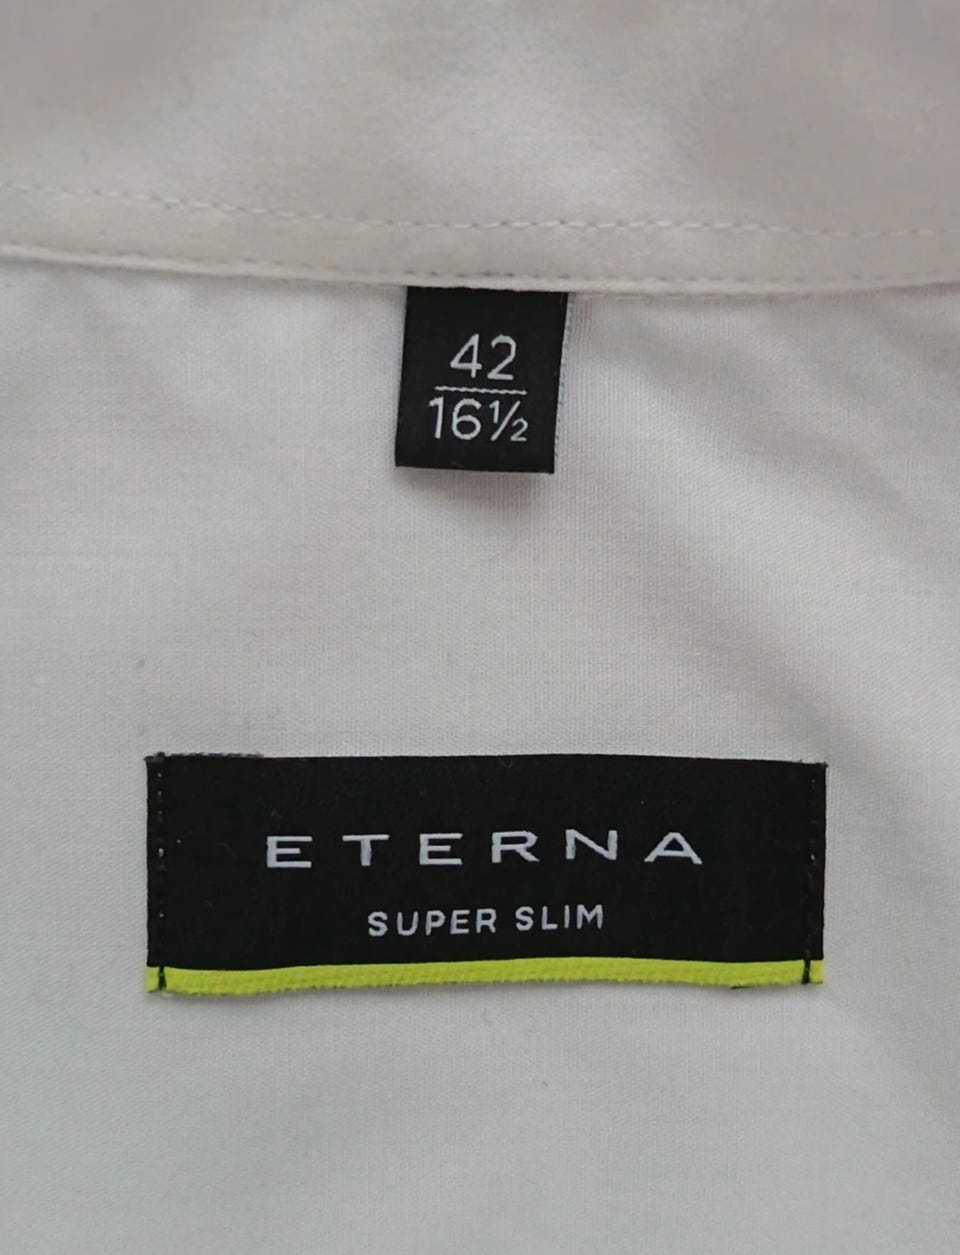 42
16½
ETERNA
SUPER SLIM